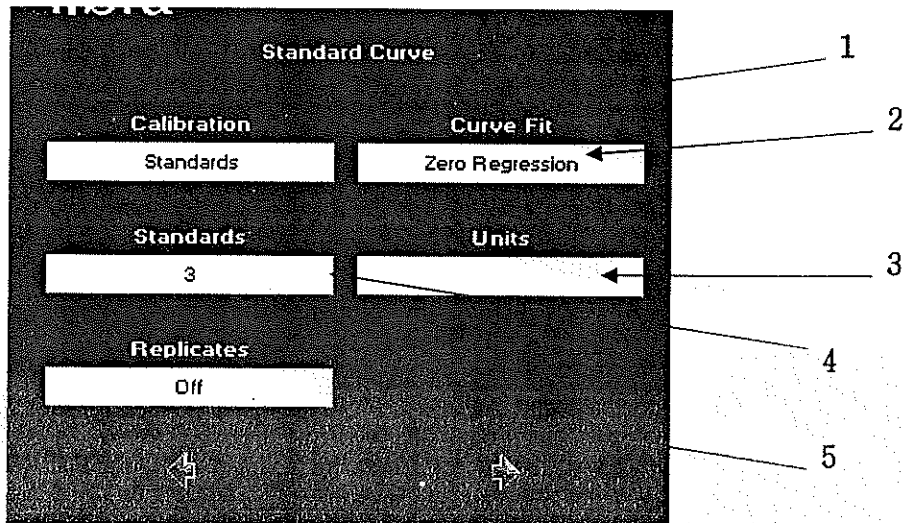 Standard Curve
1
Calibration
Curve Fit
2
Standards
Zero Regression
Standards
Units
3
3
Replicates
4
Off
5